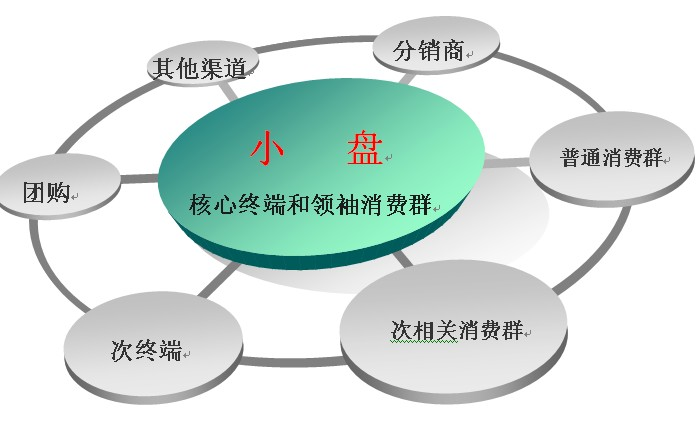 分销商
其他渠道
小 盘
普通消费群
团购
核心终端和领袖消费群
次相关消费群
次终端